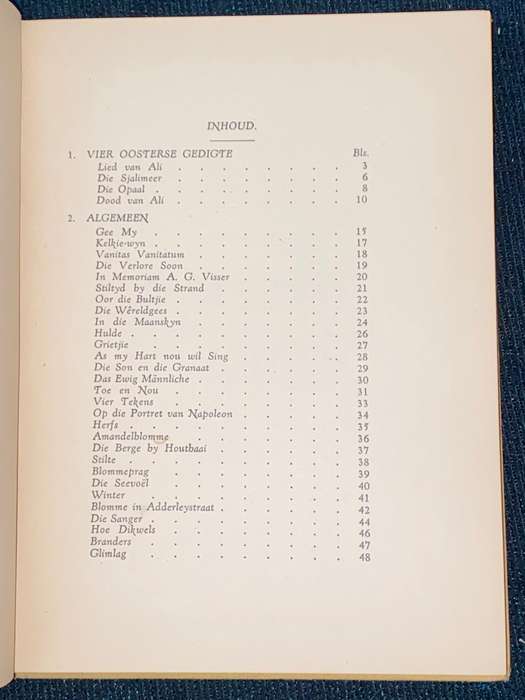 INHOUD.
1. VIER OOSTERSE GEDIGTE Bls.
Lied van Ali . . . . . . . . 3
Die Sjalimeer . . . . . . . . 6
Die Opaal . . . . . . . . 8
Dood van Ali . . . . . . . . 10
2. ALGEMEEN
Gee My . . . . . . . . 15
Kelkie-wyn . . . . . . . . 17
Vanitas Vanitatum . . . . . . . 18
Die Verlore Soon . . . . . . . 19
In Memoriam A. G. Visser . . . . . 20
Stiltyd by die Strand . . . . . . 21
Oor die Bultjie . . . . . . . 22
Die Wêreldgees . . . . . . . 23
In die Maanskyn . . . . . . . 24
Hulde . . . . . . . . . 26
Grietjie . . . . . . . . 27
As my Hart nou wil Sing . . . . . 28
Die Son en die Granaat . . . . . 29
Das Ewig Männliche . . . . . . 30
Toe en Nou . . . . . . . 31
Vier Tekens . . . . . . . 33
Op die Portret van Napoleon . . . . . 34
Herfs . . . . . . . . . 35
Amandelblomme . . . . . . 36
Die Berge by Houtbaai . . . . . 37
Stilte . . . . . . . . . 38
Blommeprag . . . . . . . 39
Die Seevoël . . . . . . . 40
Winter . . . . . . . . 41
Blomme in Adderleystraat . . . . . 42
Die Sanger . . . . . . . . 44
Hoe Dikwels . . . . . . . 46
Branders . . . . . . . . 47
Glimlag . . . . . . . . 48